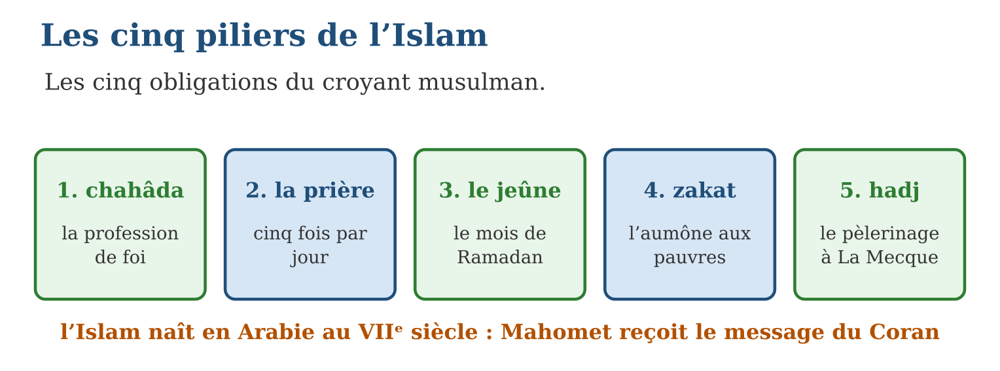 Les cinq piliers de l’Islam
Les cinq obligations du croyant musulman.
1. chahâda
la profession
de foi
2. la prière
cinq fois par
jour
3. le jeûne
le mois de
Ramadan
4. zakat
l’aumône aux
pauvres
5. hadj
le pèlerinage
à La Mecque
l’Islam naît en Arabie au VIIᵉ siècle : Mahomet reçoit le message du Coran